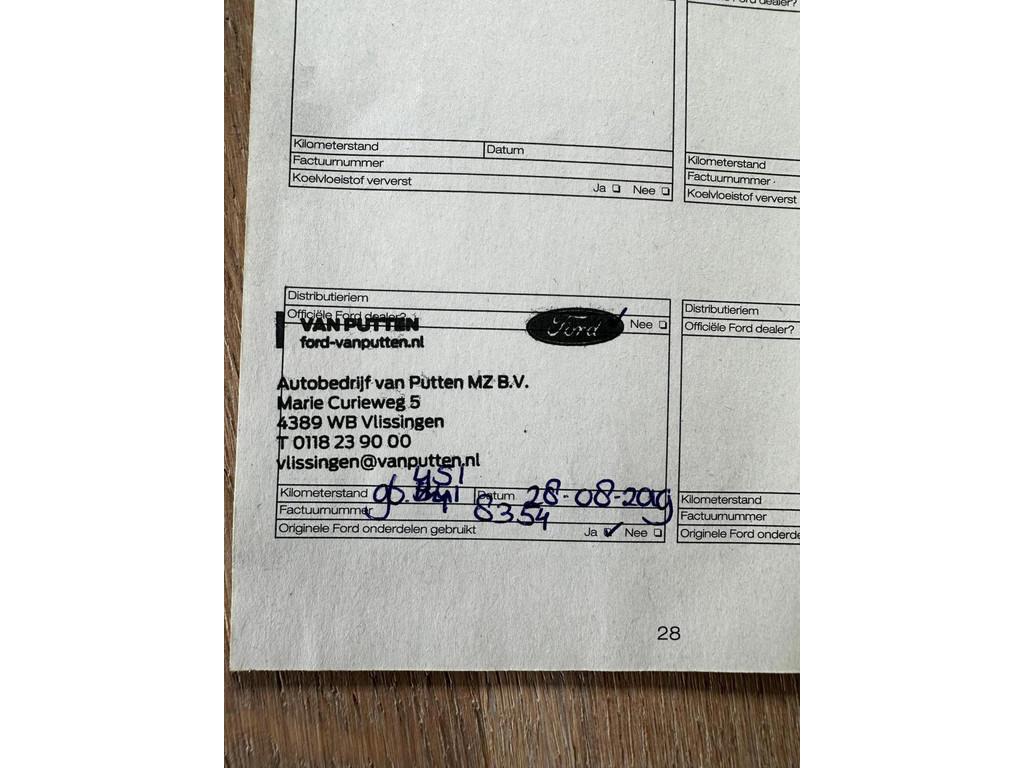 Ford dealer?
Kilometerstand Datum
Factuurnummer
Koelvloeistof ververst Ja Nee
Kilometerstand
Factuurnummer
Koelvloeistof ververst
Distributieriem
Officiële Ford dealer? Nee
VAN PUTTEN
Ford
ford-vanputten.nl
Autobedrijf van Putten MZ B.V.
Marie Curieweg 5
4389 WB Vlissingen
T 0118 23 90 00
vlissingen@vanputten.nl
451
Kilometerstand 96. Datum 28-08-2019
Factuurnummer 8354
Originele Ford onderdelen gebruikt Ja Nee
Distributieriem
Officiële Ford dealer?
Kilometerstand
Factuurnummer
Originele Ford onderde
28